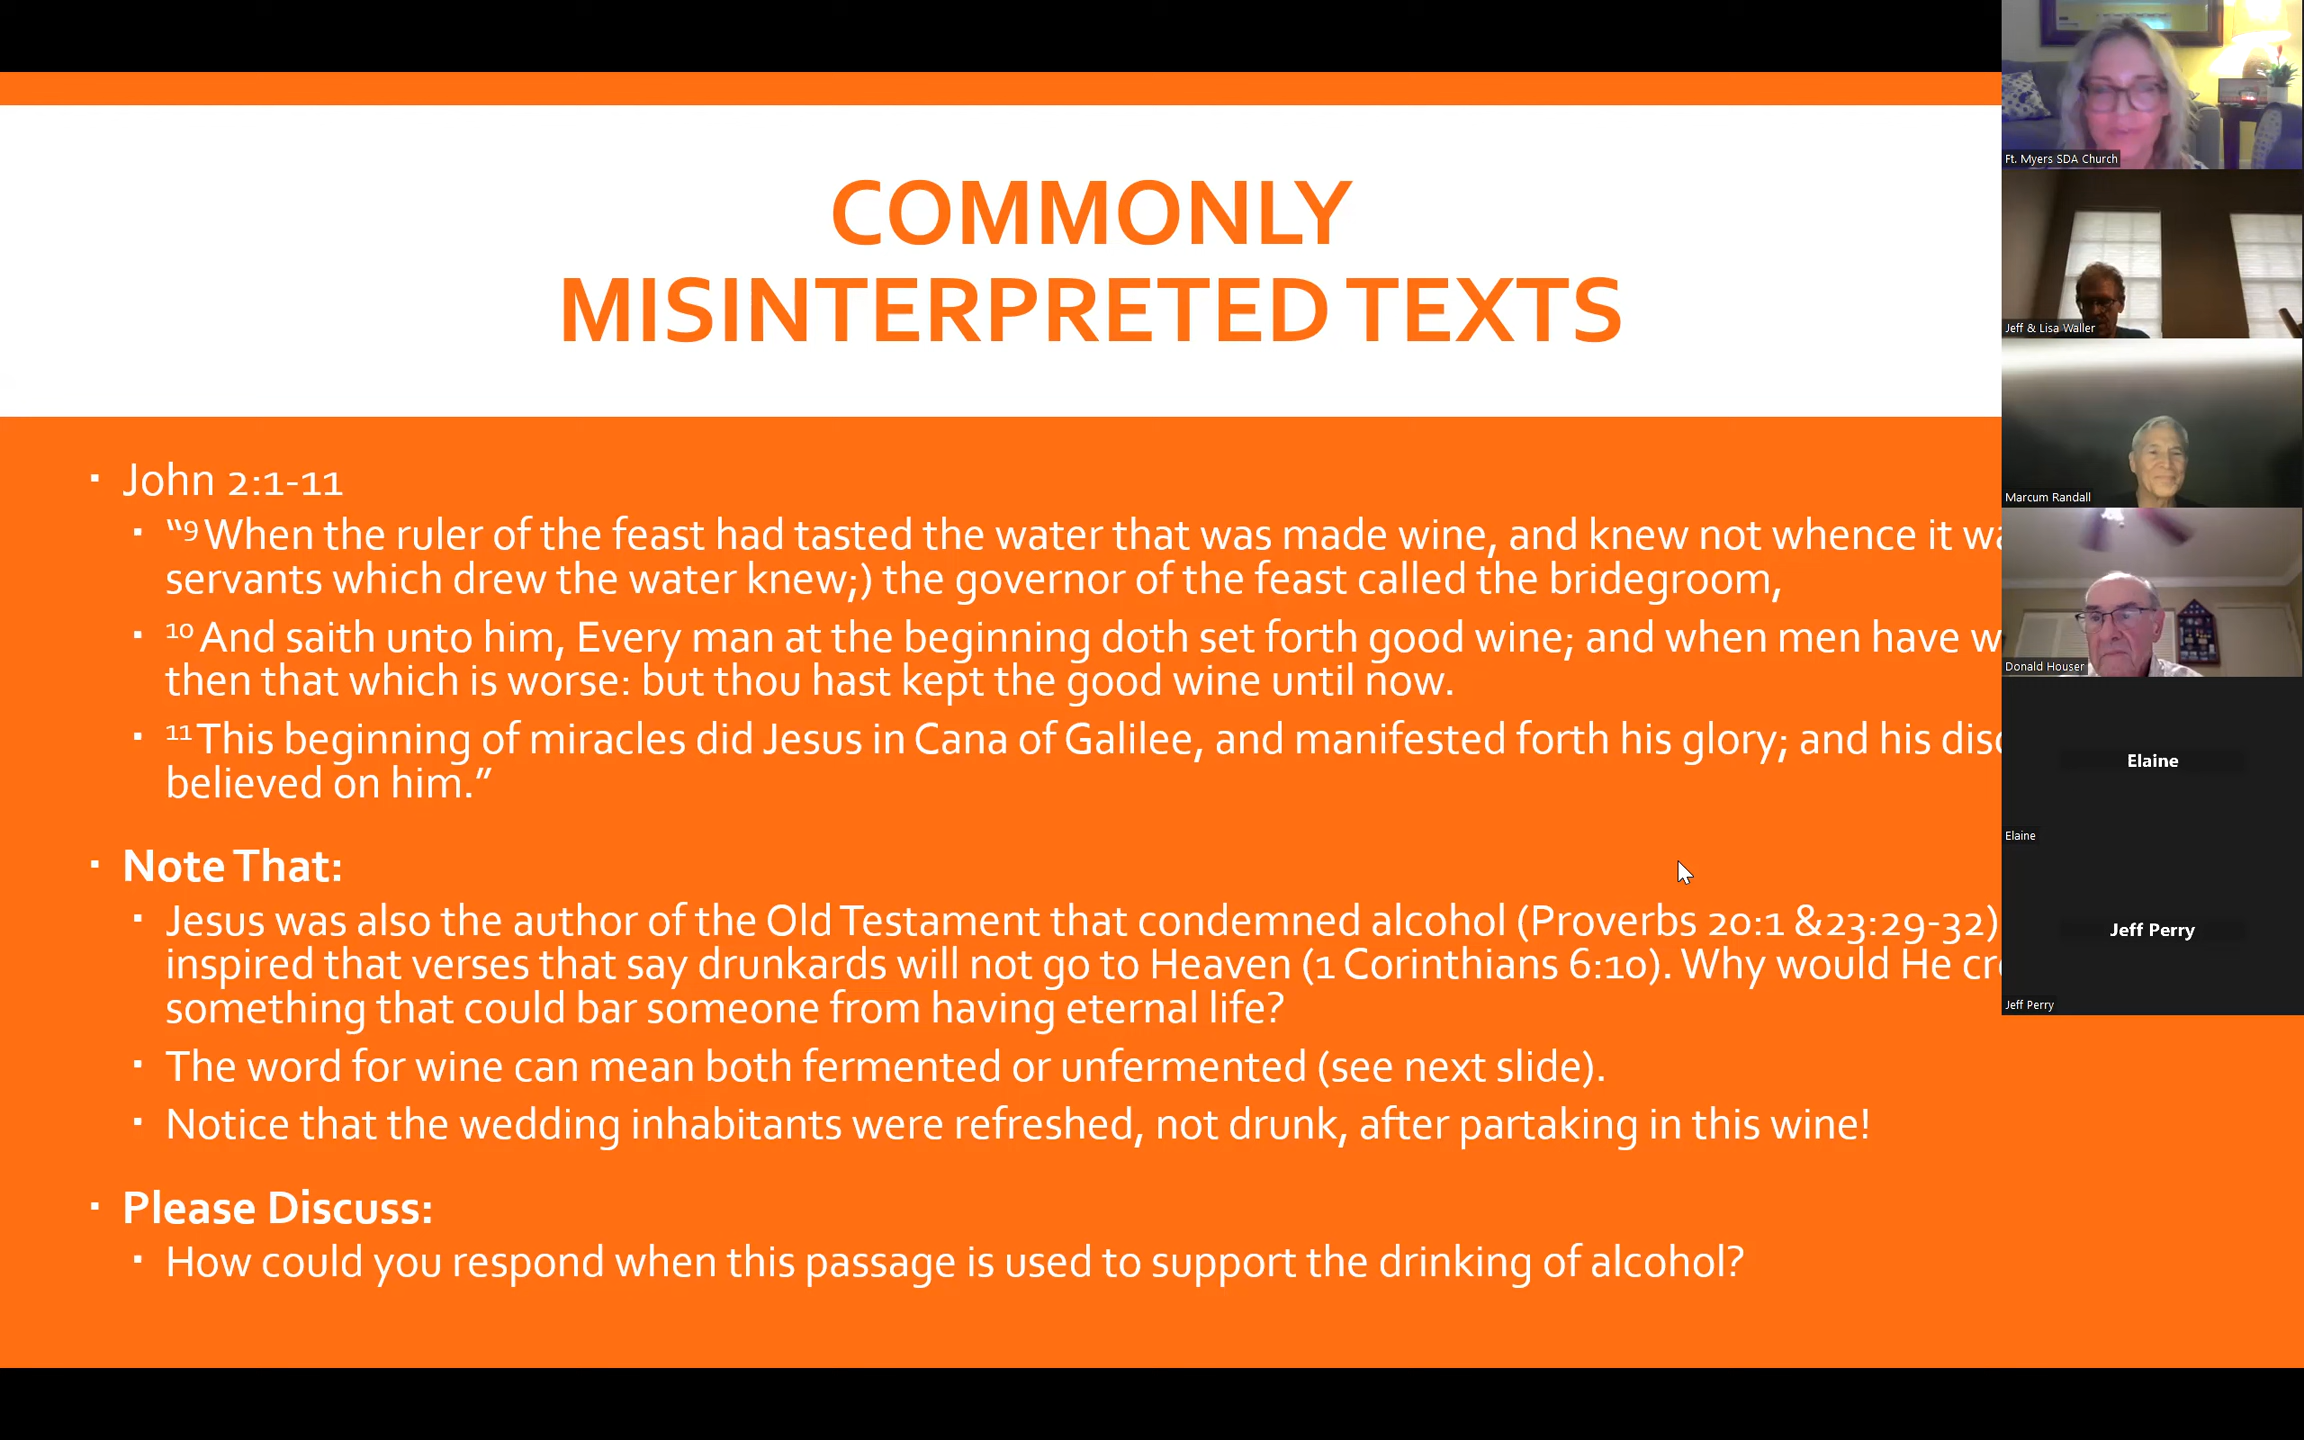 COMMONLY
MISINTERPRETED TEXTS
▪ John 2:1-11
▪ “9 When the ruler of the feast had tasted the water that was made wine, and knew not whence it
servants which drew the water knew;) the governor of the feast called the bridegroom,
▪ 10 And saith unto him, Every man at the beginning doth set forth good wine; and when men have
then that which is worse: but thou hast kept the good wine until now.
▪ 11 This beginning of miracles did Jesus in Cana of Galilee, and manifested forth his glory; and his
believed on him.”
▪ Note That:
▪ Jesus was also the author of the Old Testament that condemned alcohol (Proverbs 20:1 &23:29-32)
inspired that verses that say drunkards will not go to Heaven (1 Corinthians 6:10). Why would He
something that could bar someone from having eternal life?
▪ The word for wine can mean both fermented or unfermented (see next slide).
▪ Notice that the wedding inhabitants were refreshed, not drunk, after partaking in this wine!
▪ Please Discuss:
▪ How could you respond when this passage is used to support the drinking of alcohol?
Ft. Myers SDA Church
Jeff & Lisa Waller
Marcum Randall
Donald Houser
Elaine
Elaine
Jeff Perry
Jeff Perry